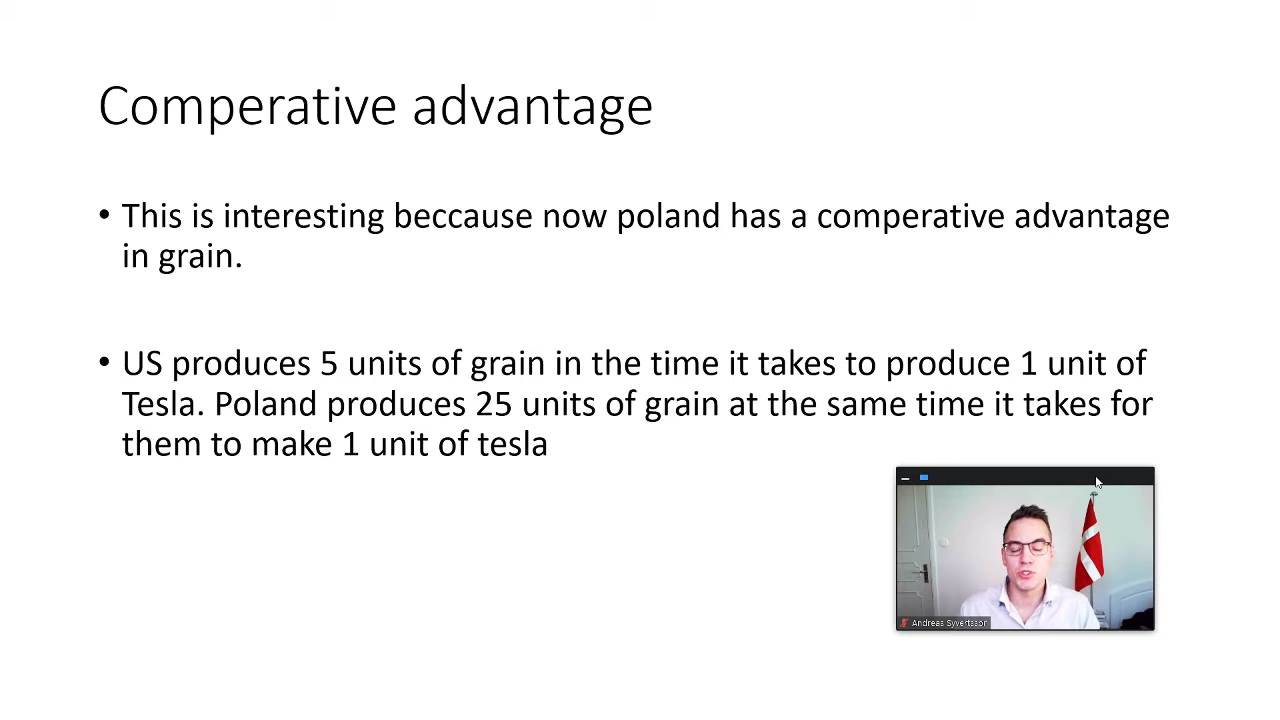 Comperative advantage
• This is interesting beccause now poland has a comperative advantage
in grain.
• US produces 5 units of grain in the time it takes to produce 1 unit of
Tesla. Poland produces 25 units of grain at the same time it takes for
them to make 1 unit of tesla
Andreas Syvertsson